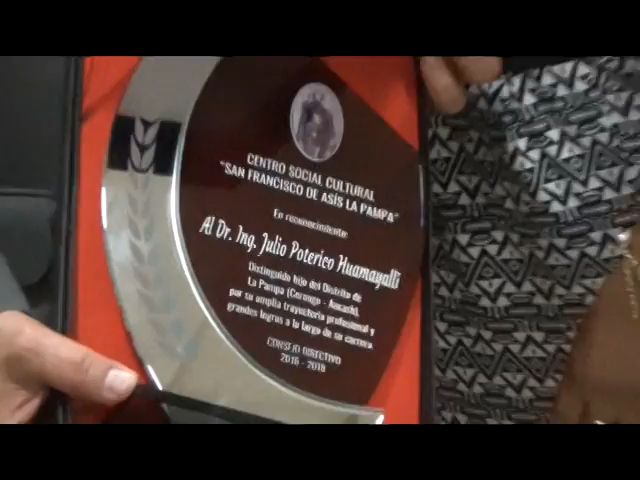 CENTRO SOCIAL CULTURAL
"SAN FRANCISCO DE ASÍS LA PAMPA"
En reconocimiento:
Al Dr. Ing. Julio Poterico Huamayalli
Distinguido hijo del Distrito de
La Pampa (Corongo - Ancash),
por su amplia trayectoria profesional y
grandes logros a lo largo de su carrera.
CONSEJO DIRECTIVO
2016 - 2018